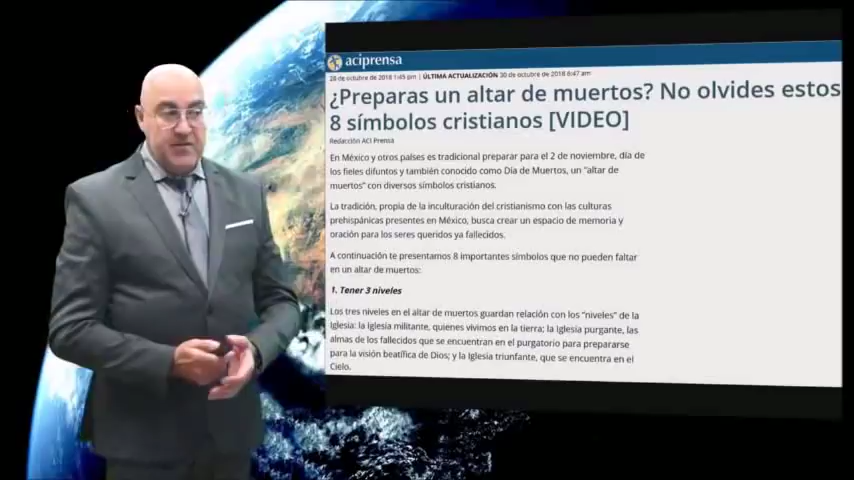 aciprensa
28 de octubre de 2018 1:45 pm | ÚLTIMA ACTUALIZACIÓN 30 de octubre de 2018 6:47 am
¿Preparas un altar de muertos? No olvides estos
8 símbolos cristianos [VIDEO]
Redacción ACI Prensa
En México y otros países es tradicional preparar para el 2 de noviembre, día de
los fieles difuntos y también conocido como Día de Muertos, un "altar de
muertos" con diversos símbolos cristianos.
La tradición, propia de la inculturación del cristianismo con las culturas
prehispánicas presentes en México, busca crear un espacio de memoria y
oración para los seres queridos ya fallecidos.
A continuación te presentamos 8 importantes símbolos que no pueden faltar
en un altar de muertos:
1. Tener 3 niveles
Los tres niveles en el altar de muertos guardan relación con los "niveles" de la
Iglesia: la Iglesia militante, quienes vivimos en la tierra; la Iglesia purgante, las
almas de los fallecidos que se encuentran en el purgatorio para prepararse
para la visión beatífica de Dios; y la Iglesia triunfante, que se encuentra en el
Cielo.